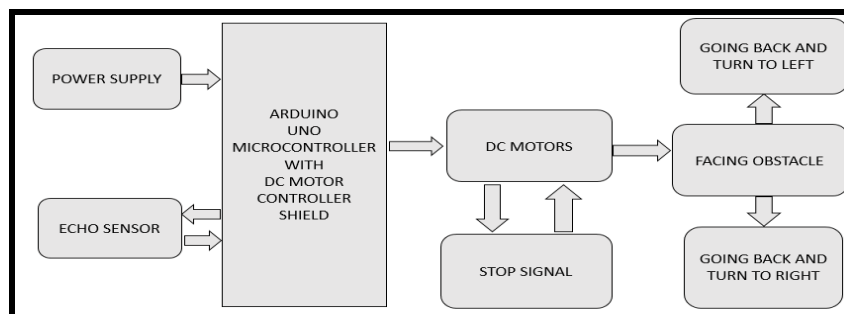 POWER SUPPLY
ECHO SENSOR
ARDUINO
UNO
MICROCONTROLLER
WITH
DC MOTOR
CONTROLLER
SHIELD
DC MOTORS
STOP SIGNAL
GOING BACK AND
TURN TO LEFT
FACING OBSTACLE
GOING BACK AND
TURN TO RIGHT